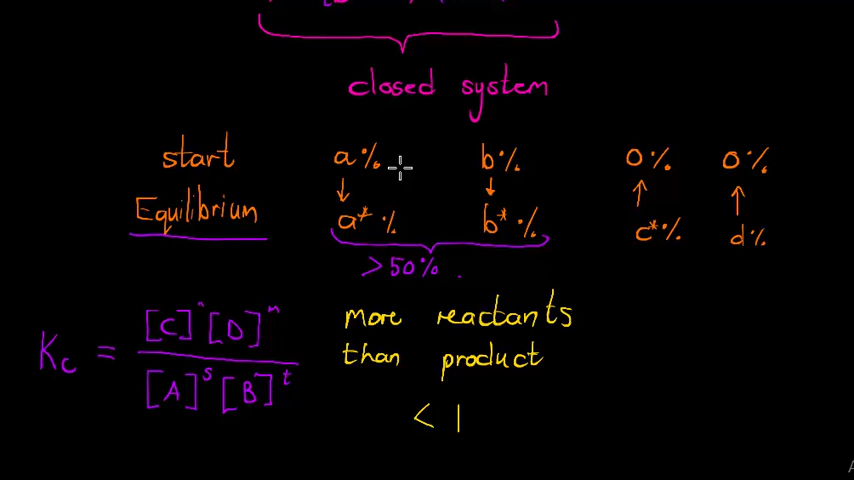 closed system
start a% b% 0% 0%
Equilibrium a*% b*% c*% d%
>50%.
Kc = [C]ⁿ[D]ᵐ / [A]ˢ[B]ᵗ
more reactants
than product
< 1